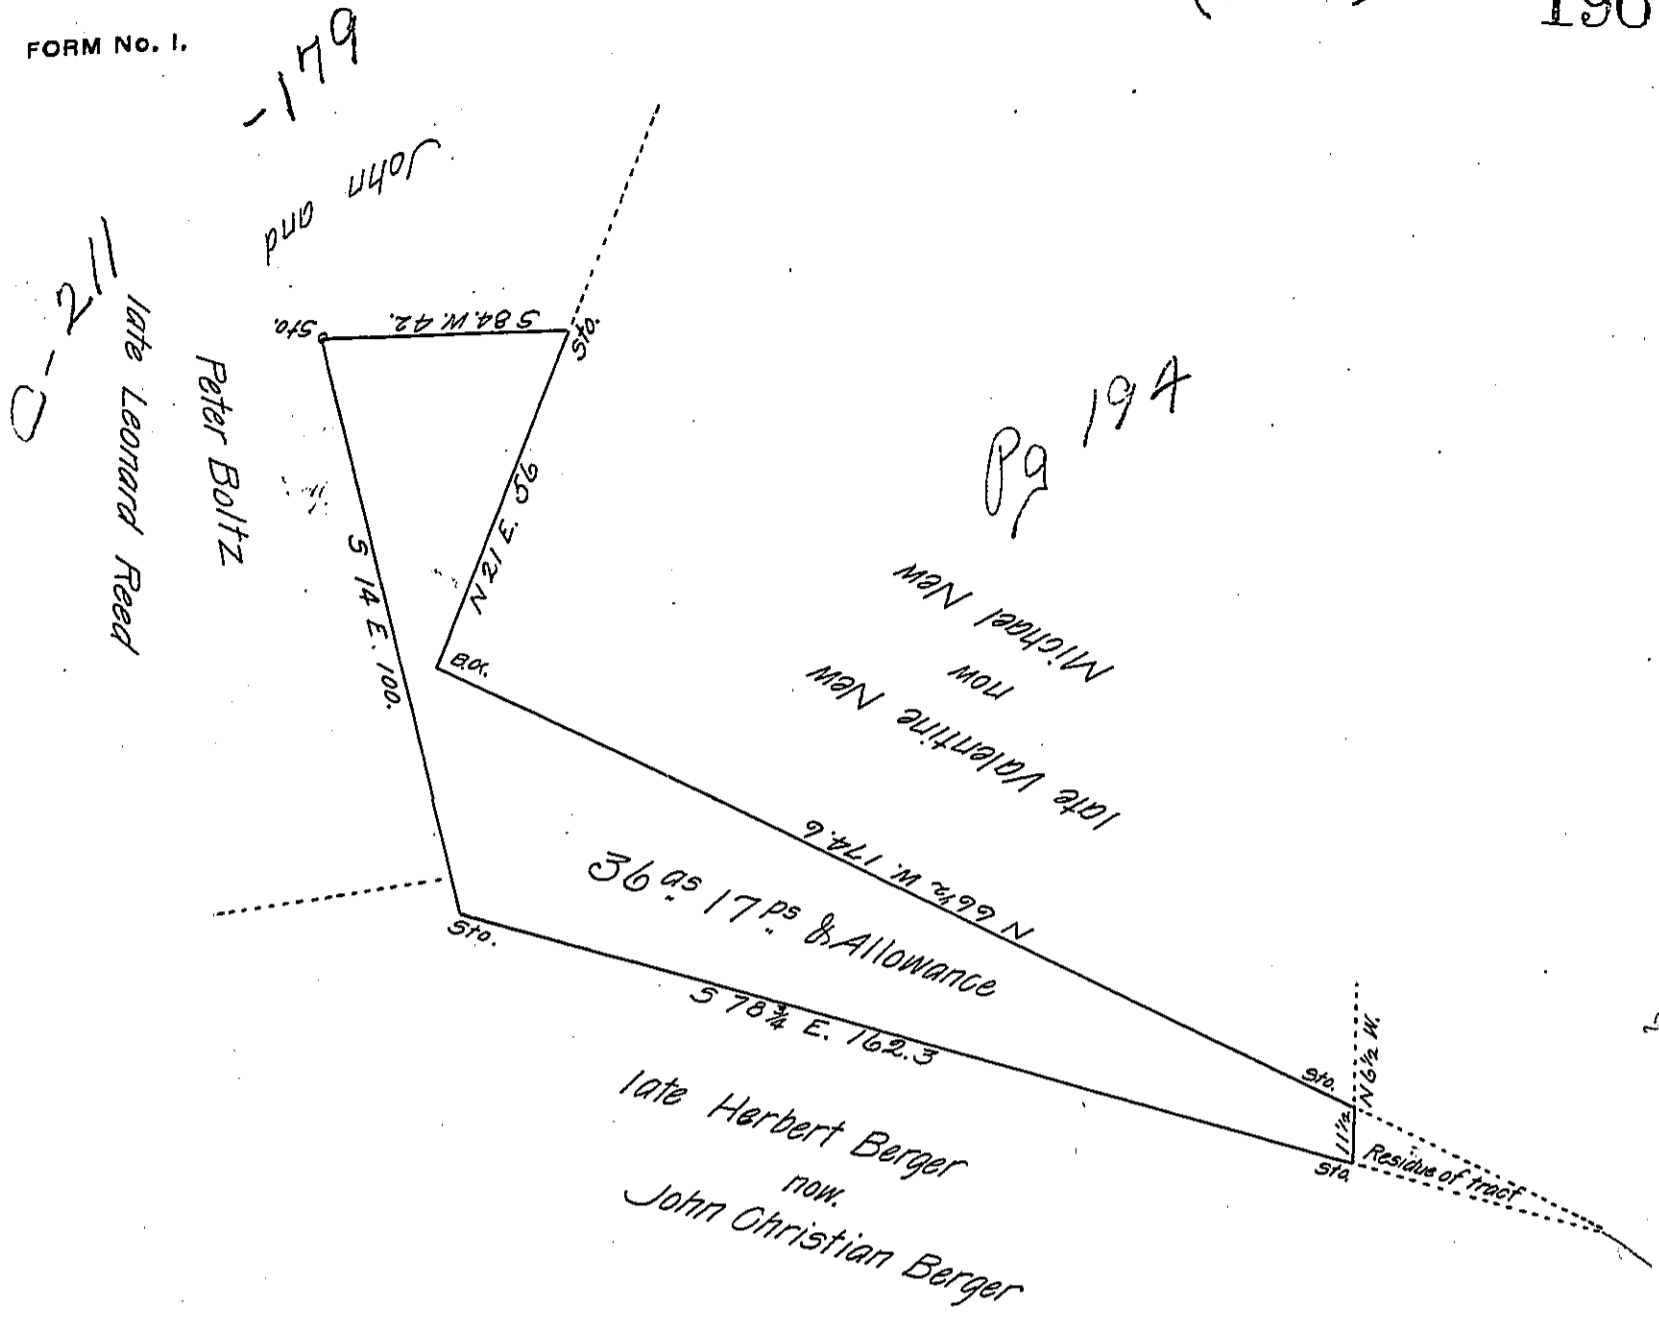 190
FORM No. 1.
-179
John and
0-211
late Leonard Reed
Peter Boltz
Sto.
S 84. W. 42.
Sto.
N 21 E. 56
S 14 E. 100.
B.O.
Pg 194
late Valentine New
now
Michael New
N 66½ W. 174.6
36 as 17 ps & Allowance
Sto.
S 78¾ E. 162.3
late Herbert Berger
now.
John Christian Berger
Sto.
N 6½ W.
11½
Sto.
Residue of tract